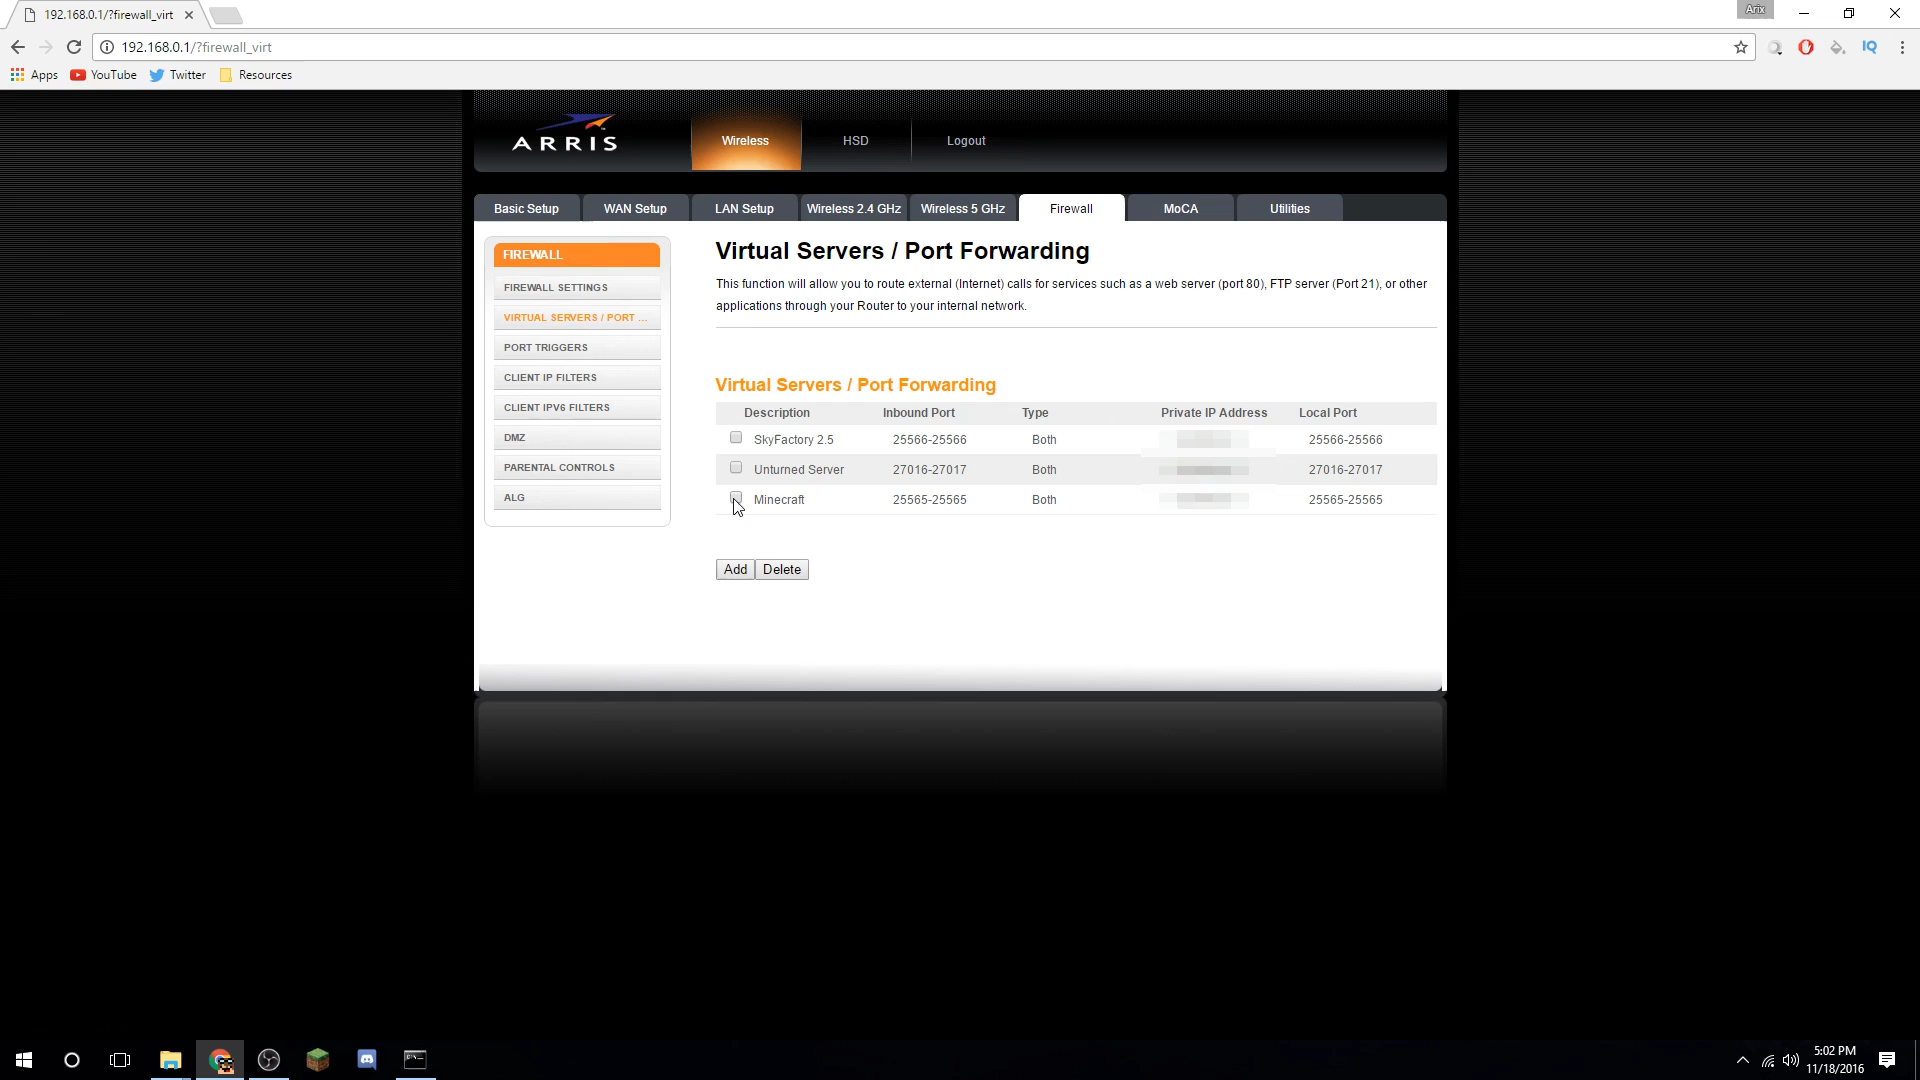 192.168.0.1/?firewall_virt
Arix
192.168.0.1/?firewall_virt
IQ
Apps YouTube Twitter Resources
ARRIS
Wireless HSD Logout
Basic Setup WAN Setup LAN Setup Wireless 2.4 GHz Wireless 5 GHz Firewall MoCA Utilities
FIREWALL
FIREWALL SETTINGS
VIRTUAL SERVERS / PORT ...
PORT TRIGGERS
CLIENT IP FILTERS
CLIENT IPV6 FILTERS
DMZ
PARENTAL CONTROLS
ALG
Virtual Servers / Port Forwarding
This function will allow you to route external (Internet) calls for services such as a web server (port 80), FTP server (Port 21), or other
applications through your Router to your internal network.
Virtual Servers / Port Forwarding
Description Inbound Port Type Private IP Address Local Port
SkyFactory 2.5 25566-25566 Both 25566-25566
Unturned Server 27016-27017 Both 27016-27017
Minecraft 25565-25565 Both 25565-25565
Add Delete
5:02 PM
11/18/2016